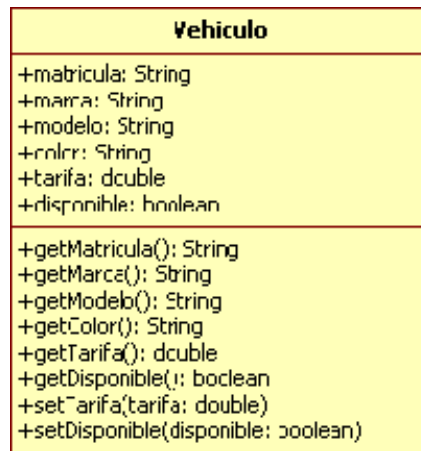 Vehiculo
+matricula: String
+marca: String
+modelo: String
+color: String
+tarifa: double
+disponible: boolean
+getMatricula(): String
+getMarca(): String
+getModelo(): String
+getColor(): String
+getTarifa(): double
+getDisponible(): boolean
+setTarifa(tarifa: double)
+setDisponible(disponible: boolean)